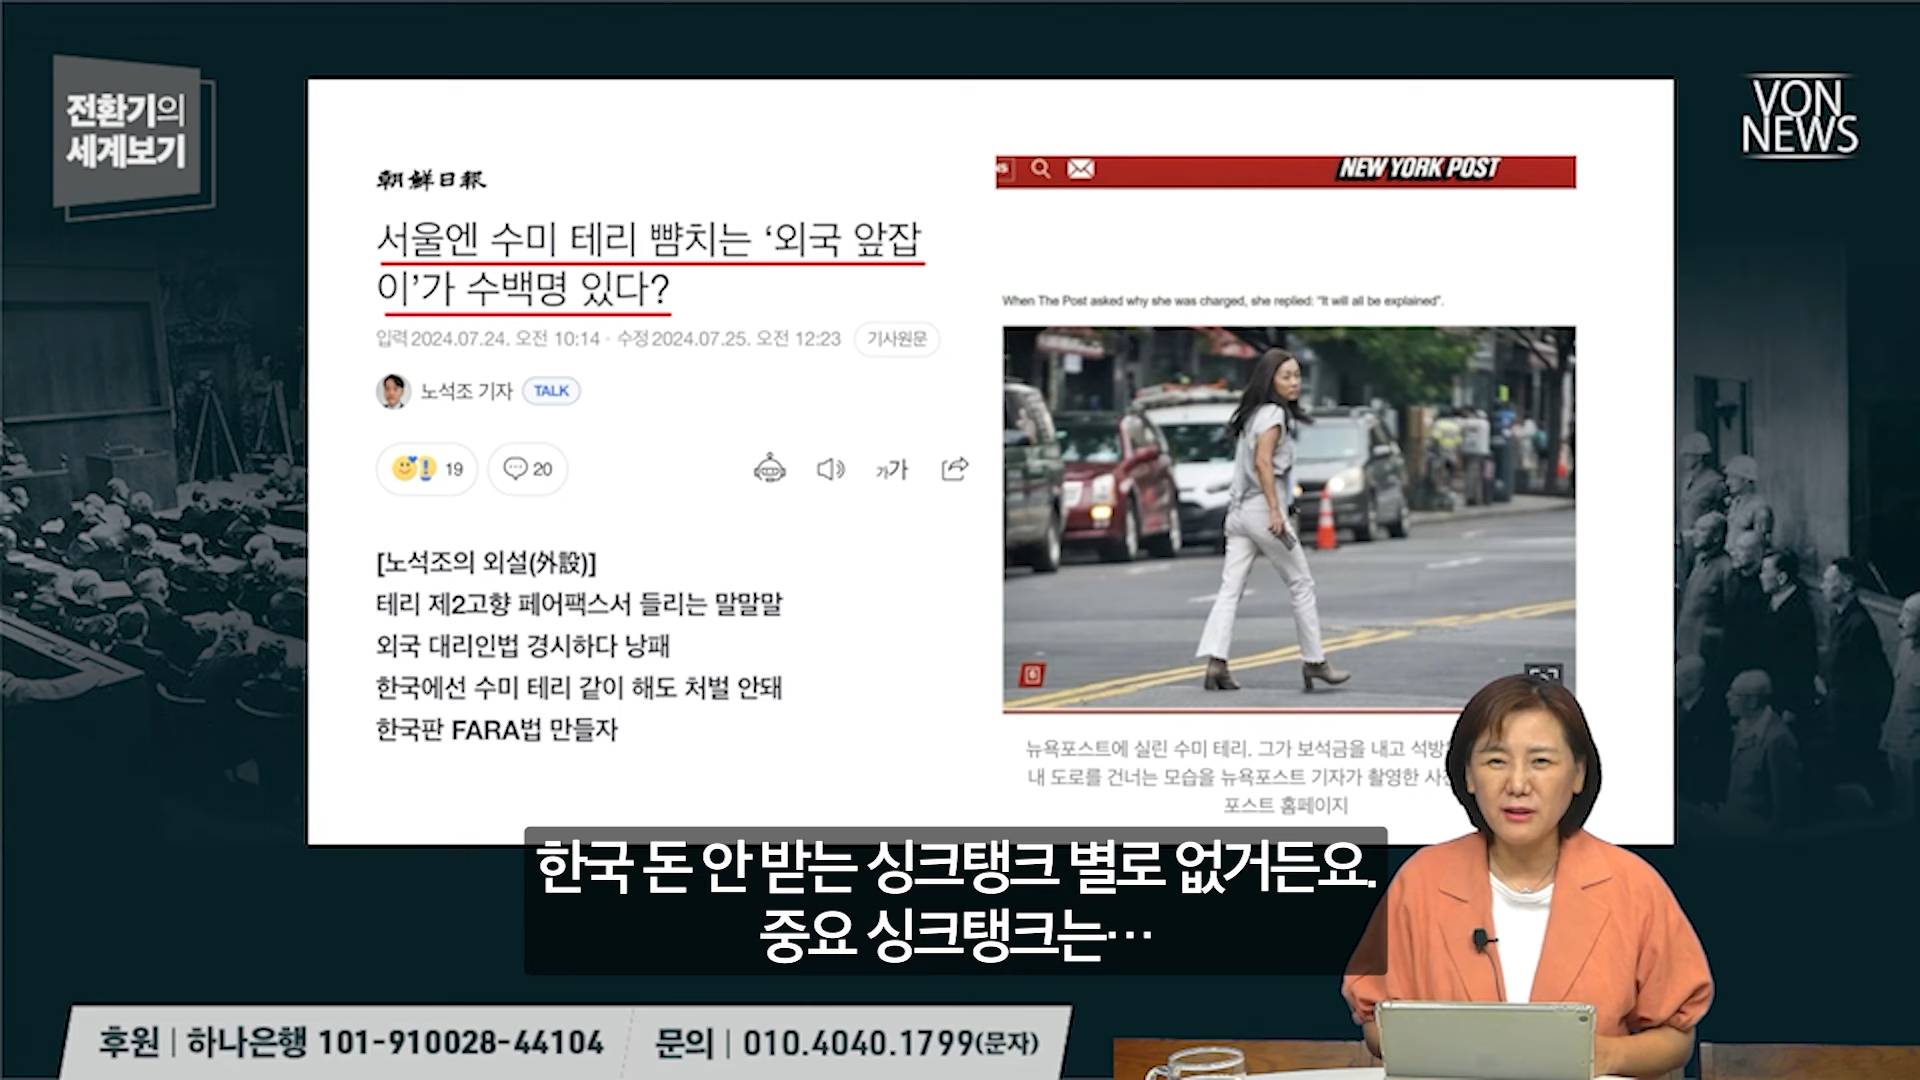 전환기의
세계보기
VON
NEWS
朝鮮日報
서울엔 수미 테리 뺨치는 ‘외국 앞잡
이’가 수백명 있다?
입력 2024.07.24. 오전 10:14 · 수정 2024.07.25. 오전 12:23 기사원문
노석조 기자 TALK
19 20
가가
[노석조의 외설(外設)]
테리 제2고향 페어팩스서 들리는 말말말
외국 대리인법 경시하다 낭패
한국에선 수미 테리 같이 해도 처벌 안돼
한국판 FARA법 만들자
NEW YORK POST
When The Post asked why she was charged, she replied: “It will all be explained”.
뉴욕포스트에 실린 수미 테리. 그가 보석금을 내고 석방
내 도로를 건너는 모습을 뉴욕포스트 기자가 촬영한
포스트 홈페이지
한국 돈 안 받는 싱크탱크 별로 없거든요.
중요 싱크탱크는…
후원 | 하나은행 101-910028-44104 문의 | 010.4040.1799(문자)